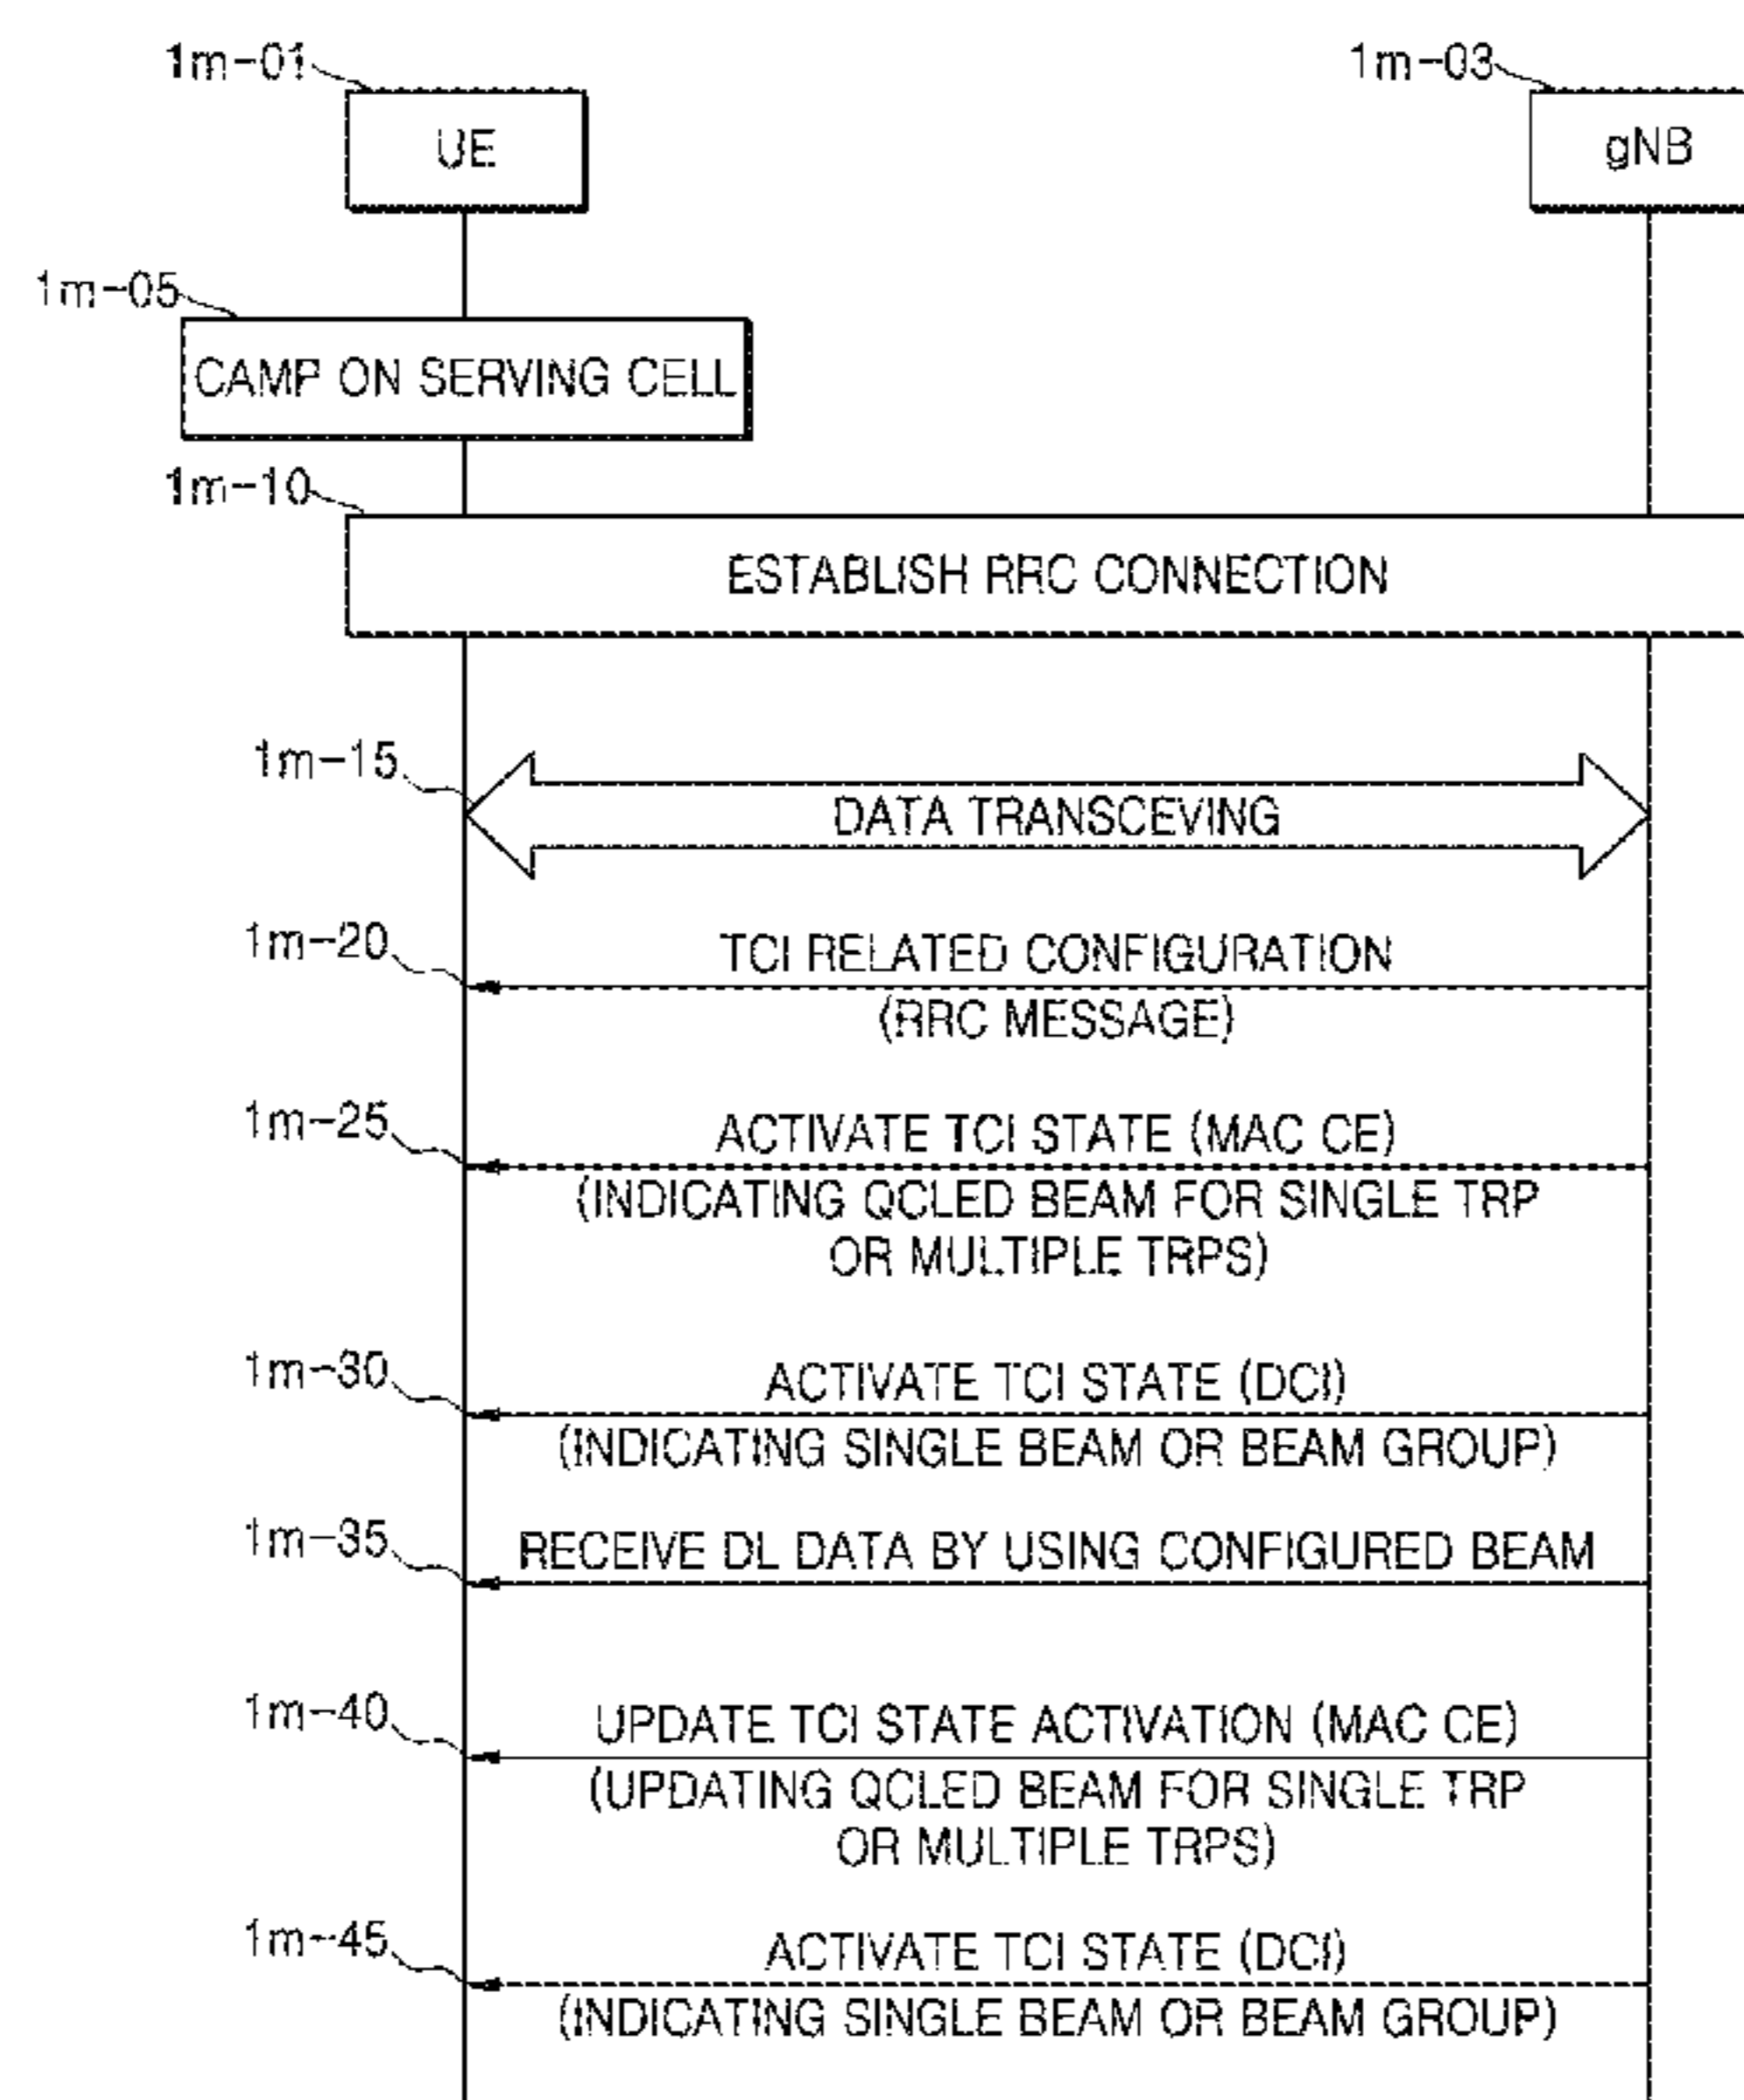 1m-01
1m-03
UE
gNB
1m-05
CAMP ON SERVING CELL
1m-10
ESTABLISH RRC CONNECTION
1m-15
DATA TRANSCEVING
1m-20
TCI RELATED CONFIGURATION
(RRC MESSAGE)
1m-25
ACTIVATE TCI STATE (MAC CE)
(INDICATING QCLED BEAM FOR SINGLE TRP
OR MULTIPLE TRPS)
1m-30
ACTIVATE TCI STATE (DCI)
(INDICATING SINGLE BEAM OR BEAM GROUP)
1m-35
RECEIVE DL DATA BY USING CONFIGURED BEAM
1m-40
UPDATE TCI STATE ACTIVATION (MAC CE)
(UPDATING QCLED BEAM FOR SINGLE TRP
OR MULTIPLE TRPS)
1m-45
ACTIVATE TCI STATE (DCI)
(INDICATING SINGLE BEAM OR BEAM GROUP)